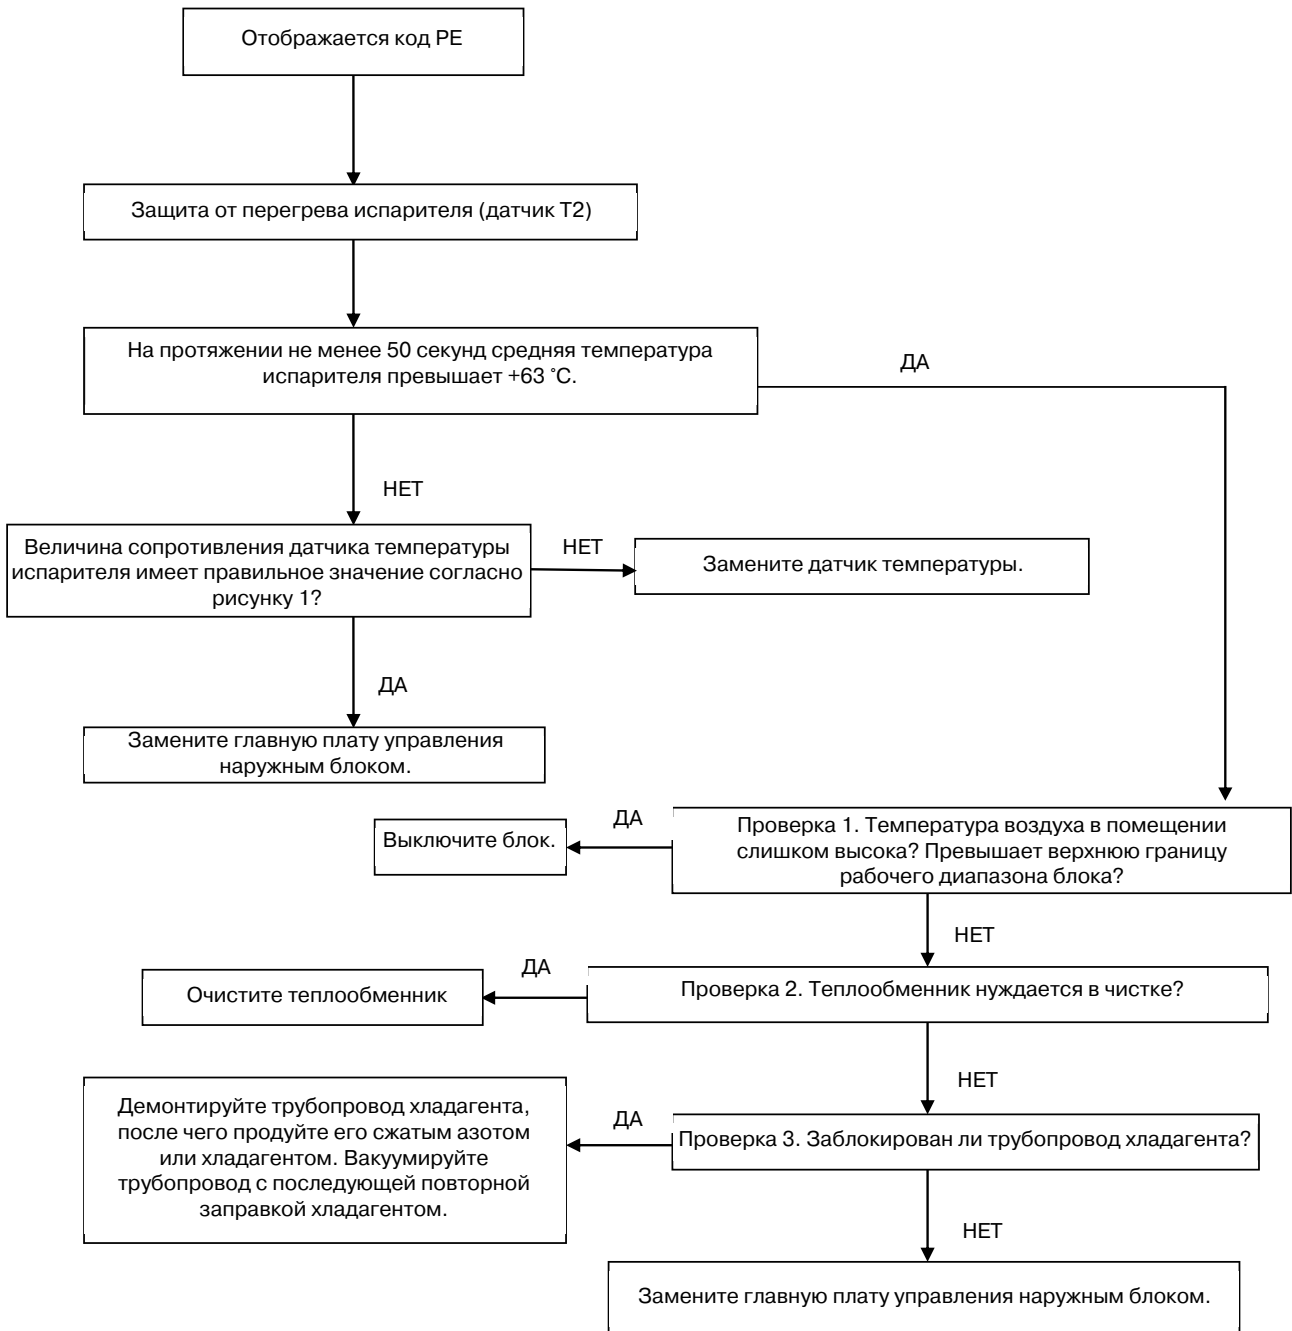 Отображается код PE
Защита от перегрева испарителя (датчик T2)
На протяжении не менее 50 секунд средняя температура
испарителя превышает +63 °C.
ДА
НЕТ
Величина сопротивления датчика температуры
испарителя имеет правильное значение согласно
рисунку 1?
НЕТ
Замените датчик температуры.
ДА
Замените главную плату управления
наружным блоком.
Проверка 1. Температура воздуха в помещении
слишком высока? Превышает верхнюю границу
рабочего диапазона блока?
ДА
Выключите блок.
НЕТ
Проверка 2. Теплообменник нуждается в чистке?
ДА
Очистите теплообменник
НЕТ
Проверка 3. Заблокирован ли трубопровод хладагента?
ДА
Демонтируйте трубопровод хладагента,
после чего продуйте его сжатым азотом
или хладагентом. Вакуумируйте
трубопровод с последующей повторной
заправкой хладагентом.
НЕТ
Замените главную плату управления наружным блоком.